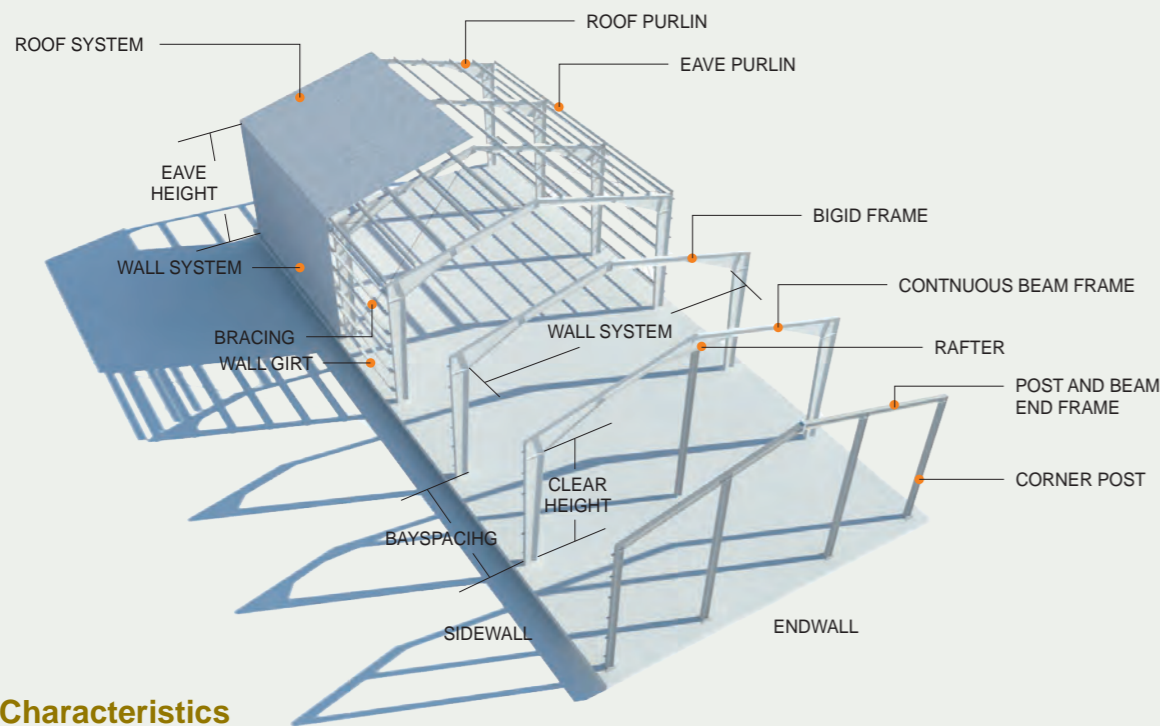 ROOF PURLIN
ROOF SYSTEM
EAVE PURLIN
EAVE
HEIGHT
BIGID FRAME
WALL SYSTEM
CONTNUOUS BEAM FRAME
BRACING
WALL SYSTEM
RAFTER
WALL GIRT
POST AND BEAM
END FRAME
CLEAR
HEIGHT
CORNER POST
BAYSPACIHG
SIDEWALL
ENDWALL
Characteristics